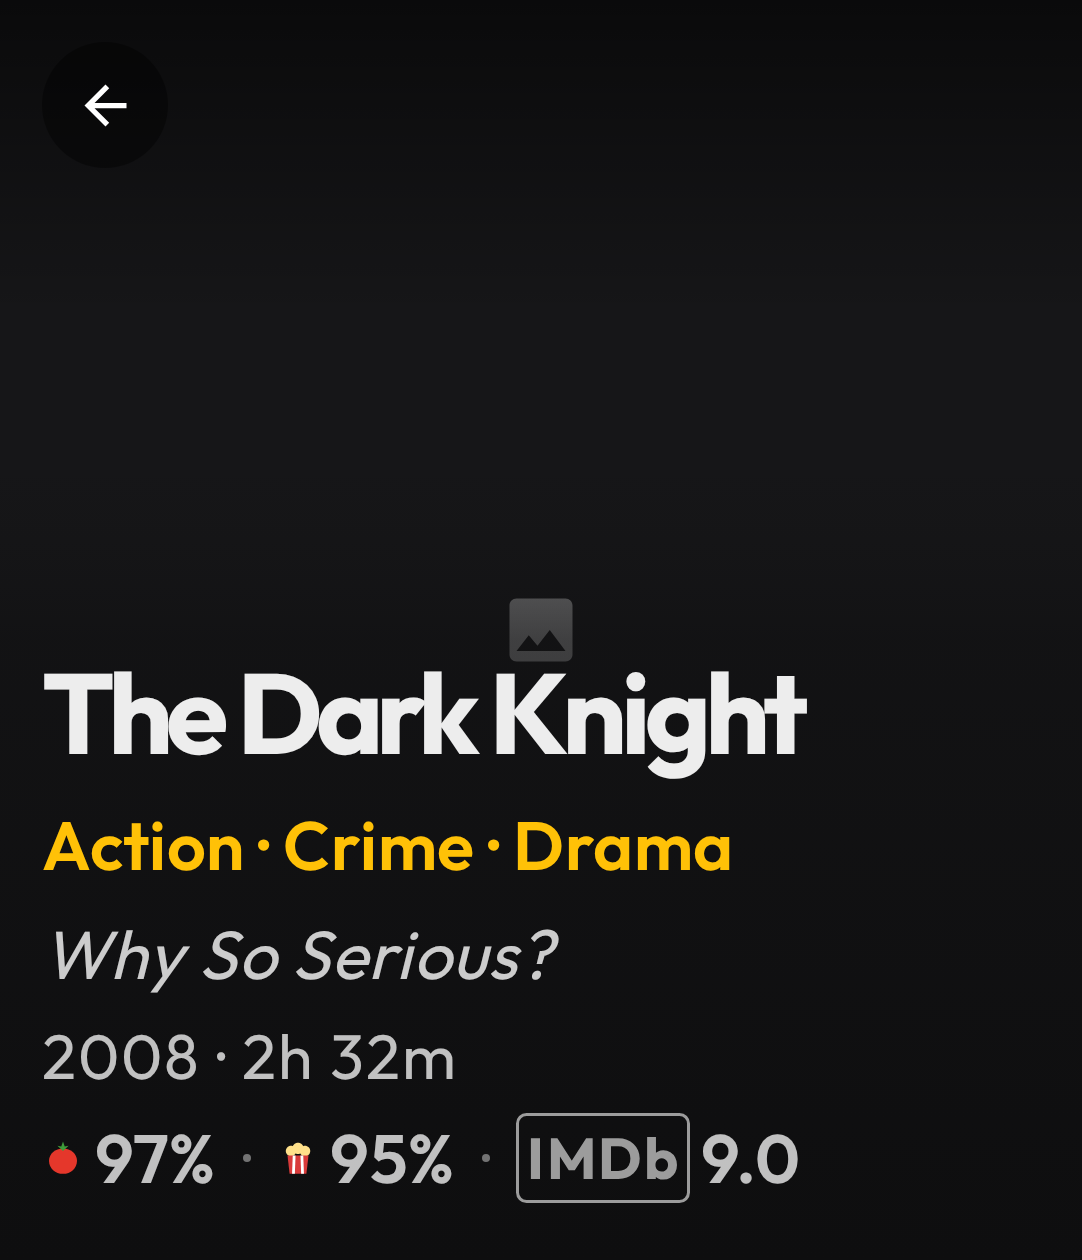 The Dark Knight
Action · Crime · Drama
Why So Serious?
2008 · 2h 32m
97% · 95% · IMDb 9.0